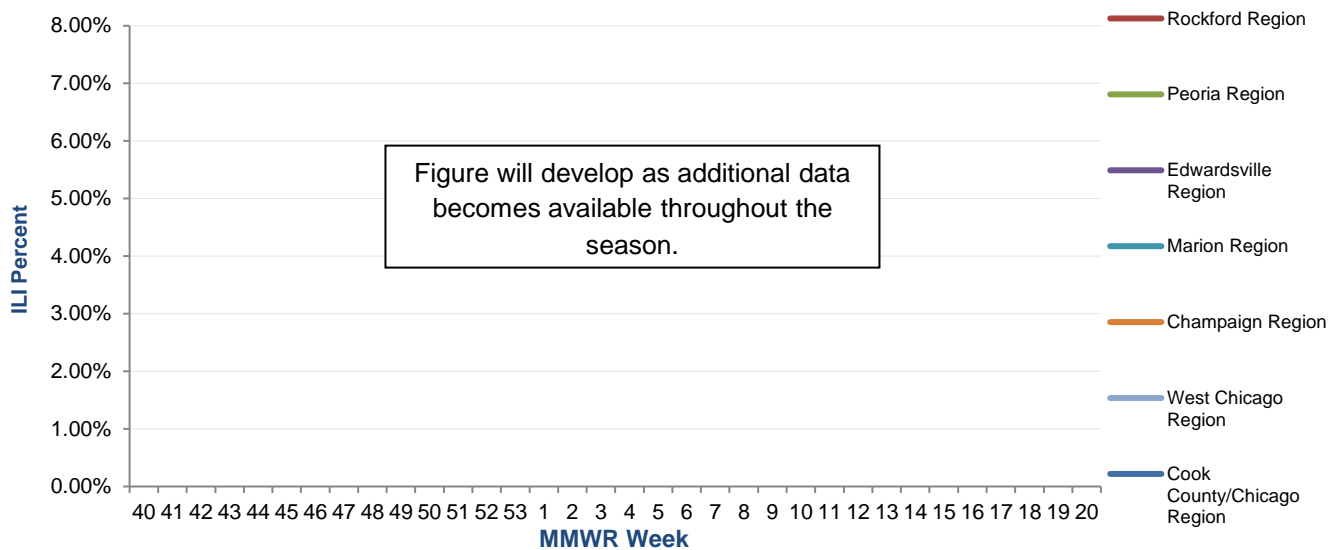 8.00%
7.00%
6.00%
5.00%
4.00%
3.00%
2.00%
1.00%
0.00%
ILI Percent
Figure will develop as additional data
becomes available throughout the
season.
40 41 42 43 44 45 46 47 48 49 50 51 52 53 1 2 3 4 5 6 7 8 9 10 11 12 13 14 15 16 17 18 19 20
MMWR Week
Rockford Region
Peoria Region
Edwardsville
Region
Marion Region
Champaign Region
West Chicago
Region
Cook
County/Chicago
Region